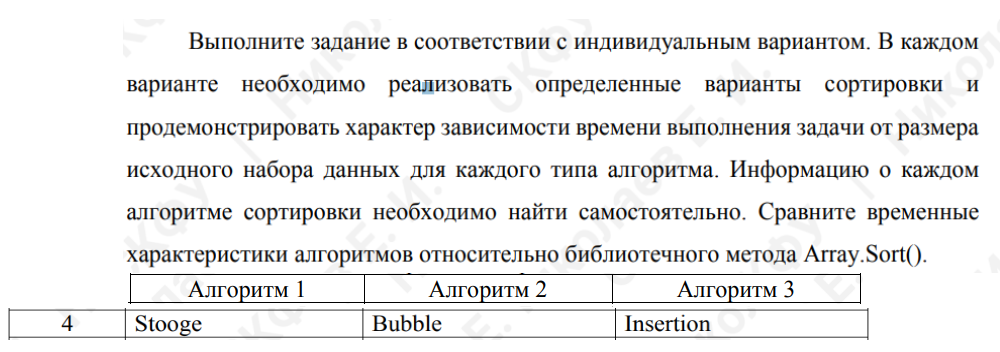 Выполните задание в соответствии с индивидуальным вариантом. В каждом
варианте необходимо реализовать определенные варианты сортировки и
продемонстрировать характер зависимости времени выполнения задачи от размера
исходного набора данных для каждого типа алгоритма. Информацию о каждом
алгоритме сортировки необходимо найти самостоятельно. Сравните временные
характеристики алгоритмов относительно библиотечного метода Array.Sort().
Алгоритм 1 Алгоритм 2 Алгоритм 3
4 Stooge Bubble Insertion